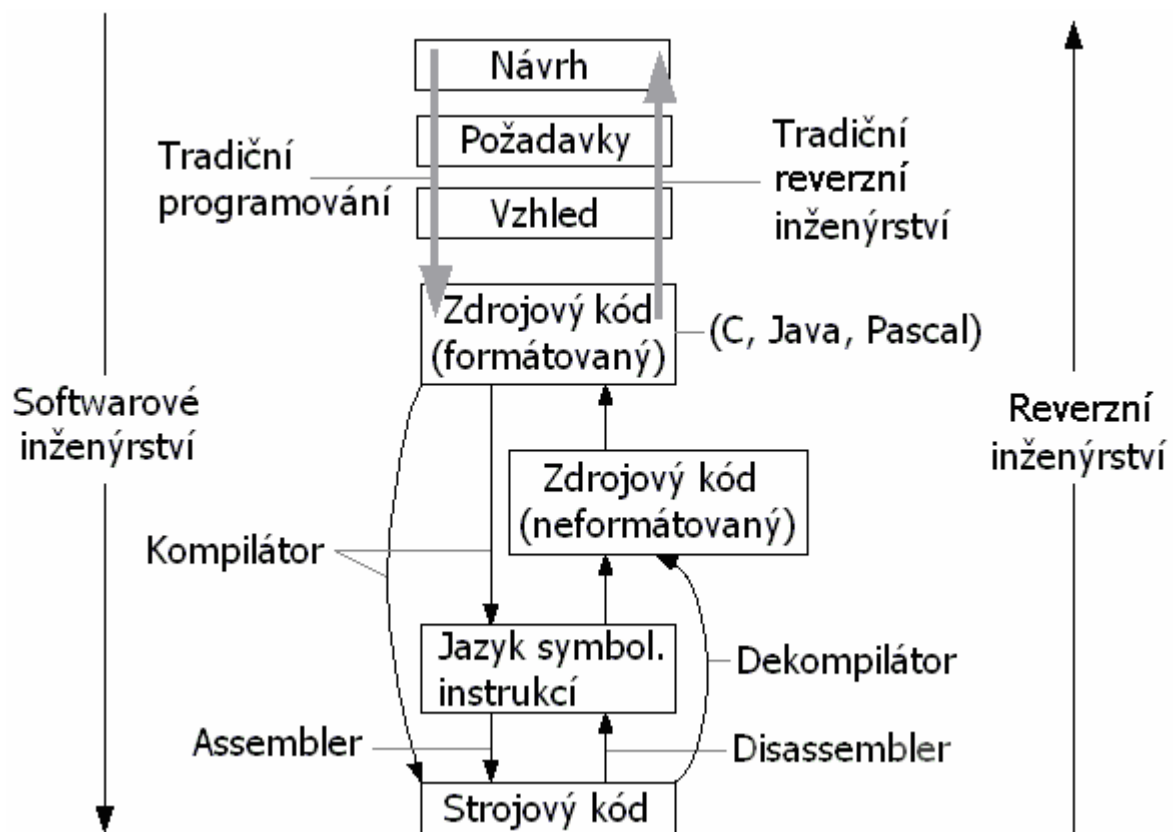 Návrh
Požadavky
Vzhled
Tradiční
programování
Tradiční
reverzní
inženýrství
Zdrojový kód
(formátovaný)
(C, Java, Pascal)
Softwarové
inženýrství
Reverzní
inženýrství
Zdrojový kód
(neformátovaný)
Kompilátor
Jazyk symbol.
instrukcí
Dekompilátor
Assembler
Disassembler
Strojový kód